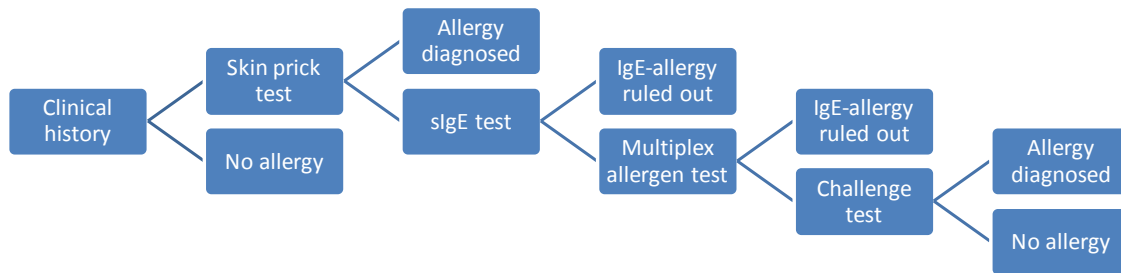 Clinical
history
Skin prick
test
No allergy
Allergy
diagnosed
sIgE test
IgE-allergy
ruled out
Multiplex
allergen test
IgE-allergy
ruled out
Challenge
test
Allergy
diagnosed
No allergy